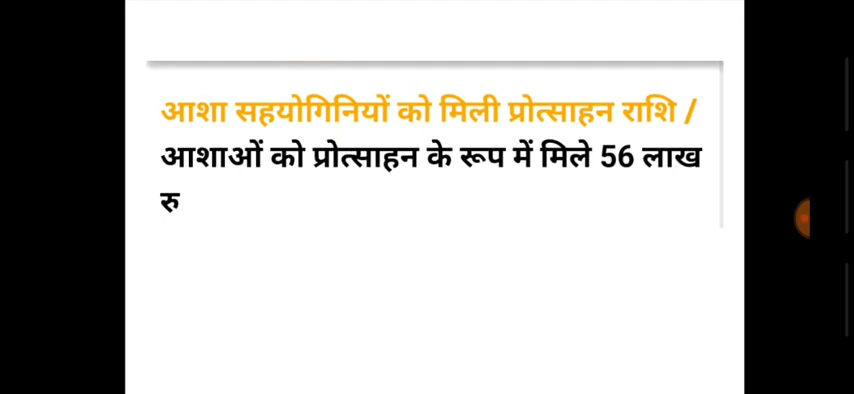 आशा सहयोगिनियों को मिली प्रोत्साहन राशि /
आशाओं को प्रोत्साहन के रूप में मिले 56 लाख
रु